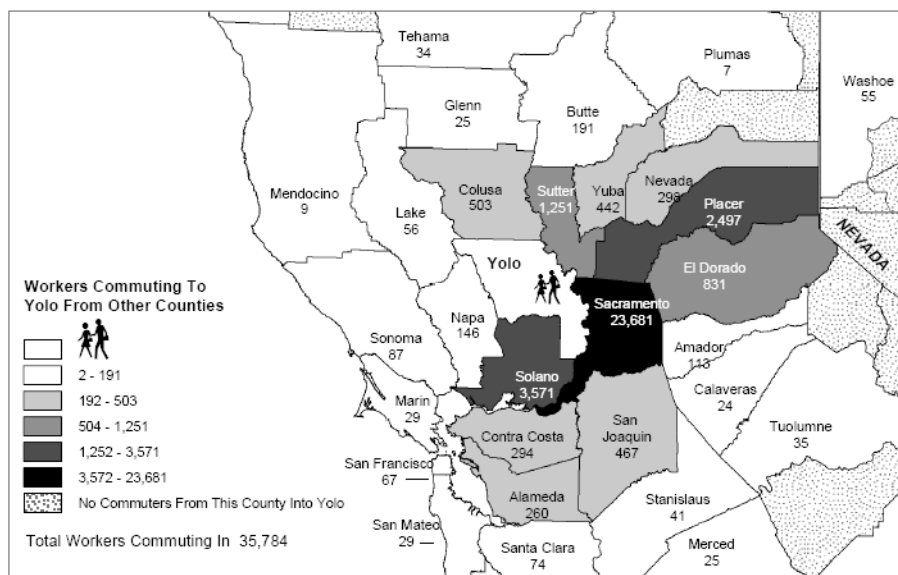 Tehama
34
Plumas
7
Washoe
55
Glenn
25
Butte
191
Mendocino
9
Lake
56
Colusa
503
Sutter
1,251
Yuba
442
Nevada
298
Placer
2,497
NEVADA
Yolo
El Dorado
831
Sacramento
23,681
Napa
146
Sonoma
87
Amador
113
Solano
3,571
Marin
29
Calaveras
24
Contra Costa
294
San
Joaquin
467
Tuolumne
35
San Francisco
67
Alameda
260
Stanislaus
41
San Mateo
29
Santa Clara
74
Merced
25
Workers Commuting To
Yolo From Other Counties
2 - 191
192 - 503
504 - 1,251
1,252 - 3,571
3,572 - 23,681
No Commuters From This County Into Yolo
Total Workers Commuting In 35,784